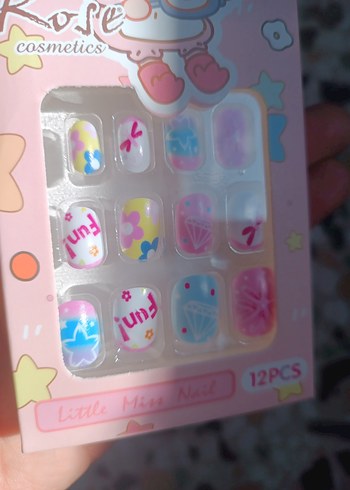 Rose
cosmetics
fun!
fun!
12PCS
Little Miss Nail